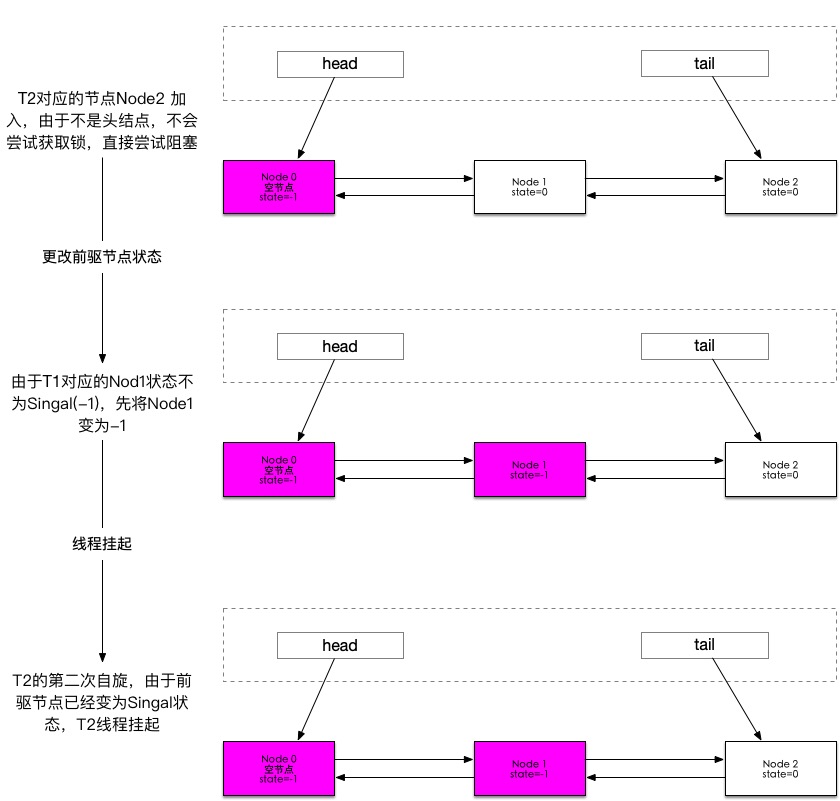 head
tail
T2对应的节点Node2 加
入，由于不是头结点，不会
尝试获取锁，直接尝试阻塞
Node 0
空节点
state=-1
Node 1
state=0
Node 2
state=0
更改前驱节点状态
head
tail
由于T1对应的Nod1状态不
为Singal(-1)，先将Node1
变为-1
Node 0
空节点
state=-1
Node 1
state=-1
Node 2
state=0
线程挂起
head
tail
T2的第二次自旋，由于前
驱节点已经变为Singal状
态，T2线程挂起
Node 0
空节点
state=-1
Node 1
state=-1
Node 2
state=0